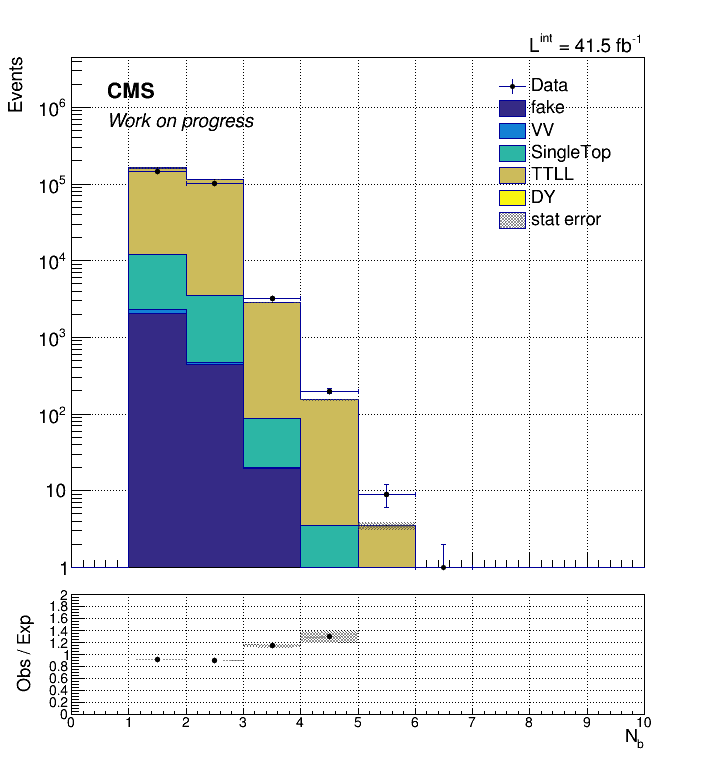 L^int = 41.5 fb^-1
Events
CMS
Work on progress
Data
fake
VV
SingleTop
TTLL
DY
stat error
10^6
10^5
10^4
10^3
10^2
10
1
Obs / Exp
2
1.8
1.6
1.4
1.2
1
0.8
0.6
0.4
0.2
0
0 1 2 3 4 5 6 7 8 9 10
N_b